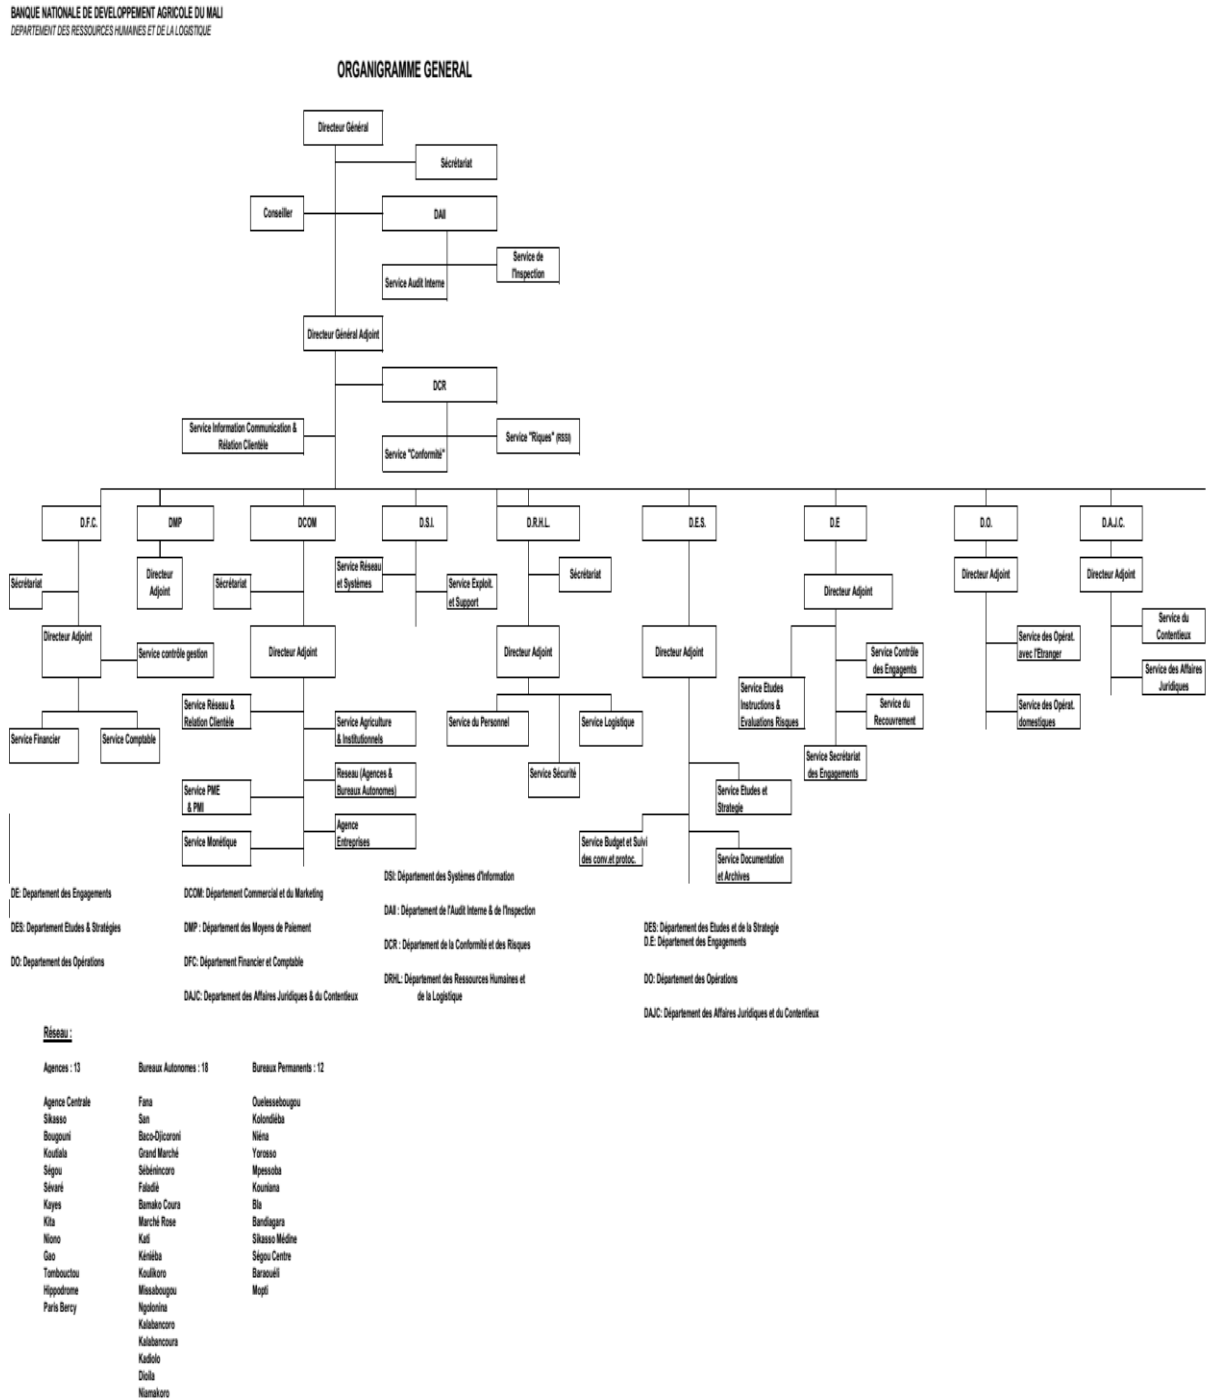 BANQUE NATIONALE DE DEVELOPPEMENT AGRICOLE DU MALI
DEPARTEMENT DES RESSOURCES HUMAINES ET DE LA LOGISTIQUE
ORGANIGRAMME GENERAL
Directeur Général
Sécrétariat
Conseiller
DAII
Service de
l'Inspection
Service Audit Interne
Directeur Général Adjoint
DCR
Service Information Communication &
Rélation Clientèle
Service "Riques" (RSSI)
Service "Conformité"
D.F.C.
DMP
DCOM
D.S.I.
D.R.H.L.
D.E.S.
D.E
D.O.
D.A.J.C.
Sécrétariat
Directeur
Adjoint
Sécrétariat
Service Réseau
et Systèmes
Service Exploit.
et Support
Sécrétariat
Directeur Adjoint
Directeur Adjoint
Directeur Adjoint
Directeur Adjoint
Service contrôle gestion
Directeur Adjoint
Directeur Adjoint
Directeur Adjoint
Service du
Contentieux
Service des Opérat.
avec l'Etranger
Service Contrôle
des Engagents
Service des Affaires
Juridiques
Service Etudes
Instructions &
Evaluations Risques
Service du
Recouvrement
Service des Opérat.
domestiques
Service Réseau &
Relation Clientèle
Service Financier
Service Comptable
Service Agriculture
& Institutionnels
Service du Personnel
Service Logistique
Service Secrétariat
des Engagements
Service Sécurité
Reseau (Agences &
Bureaux Autonomes)
Service PME
& PMI
Service Etudes et
Strategie
Agence
Entreprises
Service Monétique
Service Budget et Suivi
des conv.et protoc.
Service Documentation
et Archives
DE: Departement des Engagements
DES: Departement Etudes & Stratégies
DO: Departement des Opérations
DCOM: Département Commercial et du Marketing
DMP : Département des Moyens de Paiement
DFC: Département Financier et Comptable
DAJC: Departement des Affaires Juridiques & du Contentieux
DSI: Département des Systèmes d'Information
DAII : Département de l'Audit Interne & de l'Inspection
DCR : Département de la Conformité et des Risques
DRHL: Département des Ressources Humaines et
de la Logistique
DES: Département des Etudes et de la Strategie
D.E: Département des Engagements
DO: Département des Opérations
DAJC: Département des Affaires Juridiques et du Contentieux
Réseau :
Agences : 13
Agence Centrale
Sikasso
Bougouni
Koutiala
Ségou
Sévaré
Kayes
Kita
Niono
Gao
Tombouctou
Hippodrome
Paris Bercy
Bureaux Autonomes : 18
Fana
San
Baco-Djicoroni
Grand Marché
Sébénincoro
Faladiè
Bamako Coura
Marché Rose
Kati
Kéniéba
Koulikoro
Missabougou
Ngolonina
Kalabancoro
Kalabancoura
Kadiolo
Dioila
Niamakoro
Bureaux Permanents : 12
Ouelessebougou
Kolondiéba
Niéna
Yorosso
Mpessoba
Kouniana
Bla
Bandiagara
Sikasso Médine
Ségou Centre
Baraouéli
Mopti